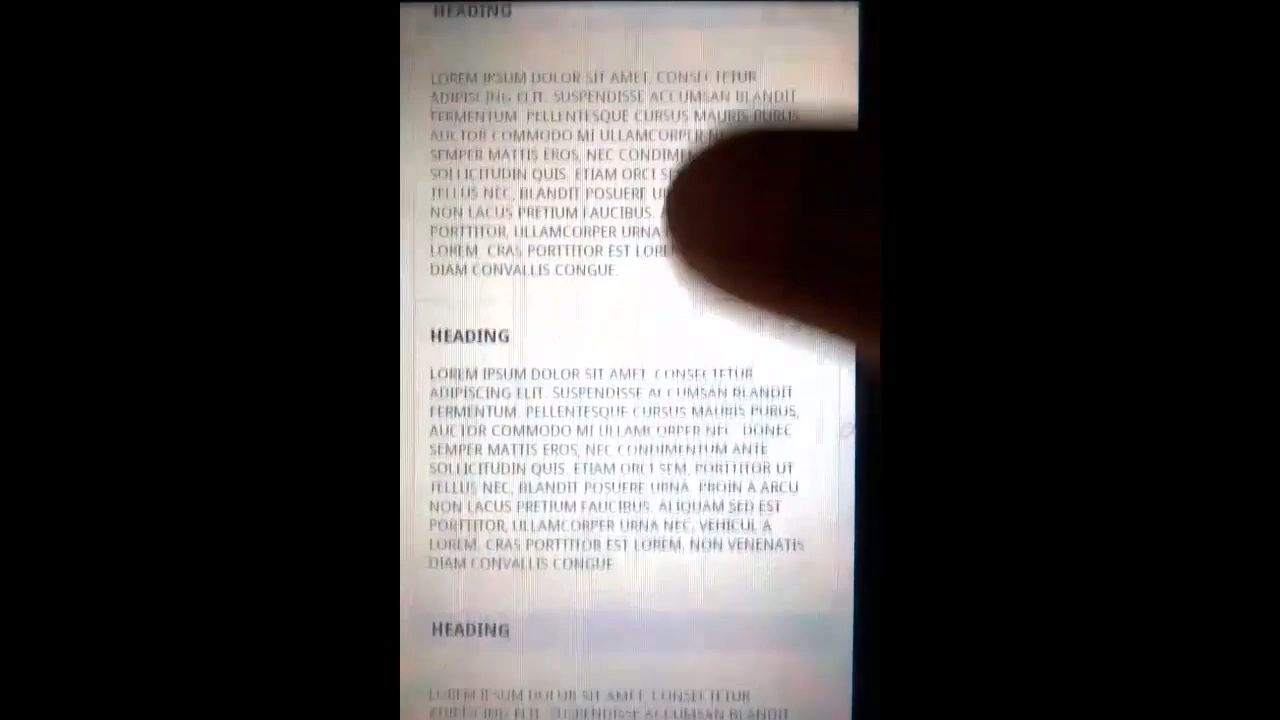 HEADING
LOREM IPSUM DOLOR SIT AMET, CONSECTETUR
ADIPISCING ELIT. SUSPENDISSE ACCUMSAN BLANDIT
FERMENTUM. PELLENTESQUE CURSUS MAURIS PURUS,
AUCTOR COMMODO MI ULLAMCORPER
SEMPER MATTIS EROS, NEC
SOLLICITUDIN QUIS. ETIAM ORCI
TELLUS NEC, BLANDIT POSUERE
NON LACUS PRETIUM FAUCIBUS.
PORTTITOR, ULLAMCORPER URNA
LOREM. CRAS PORTTITOR EST
DIAM CONVALLIS CONGUE.
HEADING
LOREM IPSUM DOLOR SIT AMET, CONSECTETUR
ADIPISCING ELIT. SUSPENDISSE ACCUMSAN BLANDIT
FERMENTUM. PELLENTESQUE CURSUS MAURIS PURUS,
AUCTOR COMMODO MI ULLAMCORPER NEC. DONEC
SEMPER MATTIS EROS, NEC CONDIMENTUM ANTE
SOLLICITUDIN QUIS. ETIAM ORCI SEM, PORTTITOR UT
TELLUS NEC, BLANDIT POSUERE URNA. PROIN A ARCU
NON LACUS PRETIUM FAUCIBUS. ALIQUAM SED EST
PORTTITOR, ULLAMCORPER URNA NEC, VEHICULA
LOREM. CRAS PORTTITOR EST LOREM, NON VENENATIS
DIAM CONVALLIS CONGUE.
HEADING
LOREM IPSUM DOLOR SIT AMET, CONSECTETUR
ADIPISCING ELIT. SUSPENDISSE ACCUMSAN BLANDIT